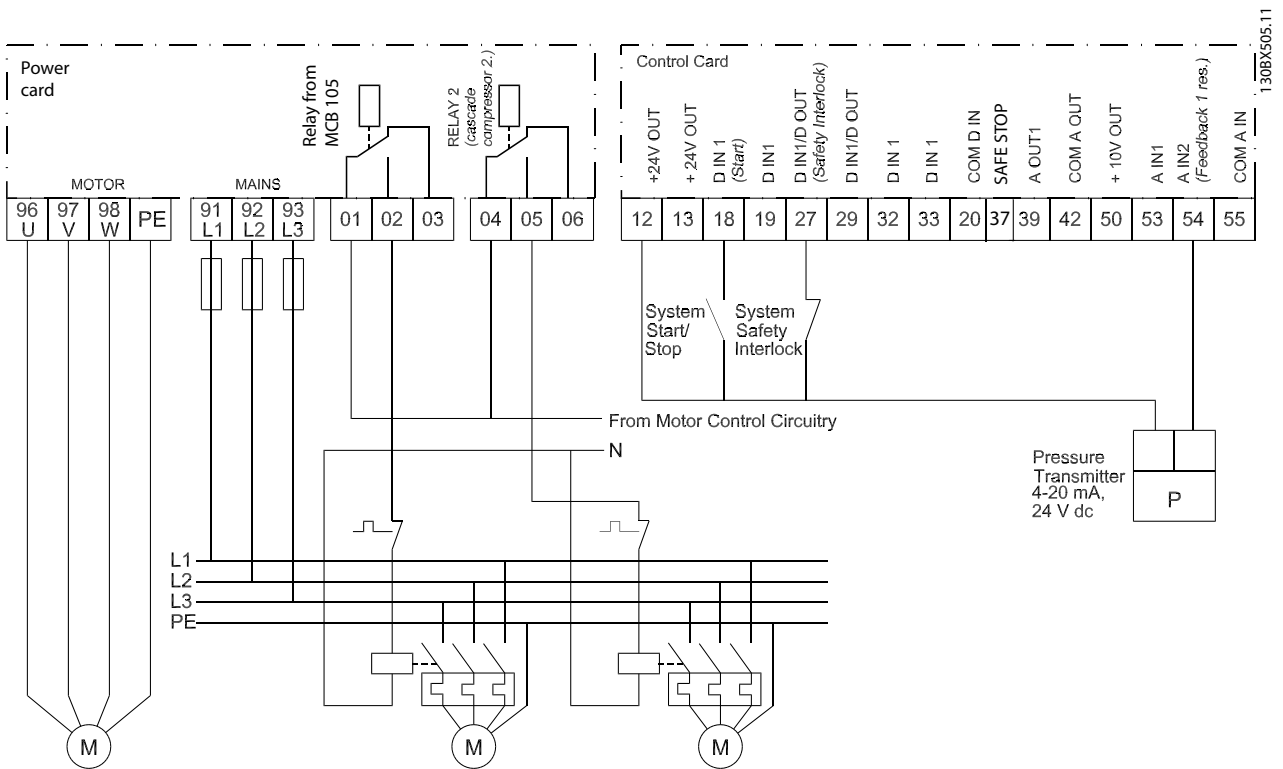 130BX505.11
Power
card
Relay from
MCB 105
RELAY 2
(cascade
compressor 2.)
Control Card
+24V OUT
+ 24V OUT
D IN 1
(Start)
D IN1
D IN1/D OUT
(Safety Interlock)
D IN1/D OUT
D IN 1
D IN 1
COM D IN
SAFE STOP
A OUT1
COM A OUT
+ 10V OUT
A IN1
A IN2
(Feedback 1 res.)
COM A IN
MOTOR
MAINS
96 97 98 PE
U V W
91 92 93
L1 L2 L3
01 02 03
04 05 06
12 13 18 19 27 29 32 33 20 37 39 42 50 53 54 55
System
Start/
Stop
System
Safety
Interlock
From Motor Control Circuitry
N
Pressure
Transmitter
4-20 mA,
24 V dc
P
L1
L2
L3
PE
M
M
M